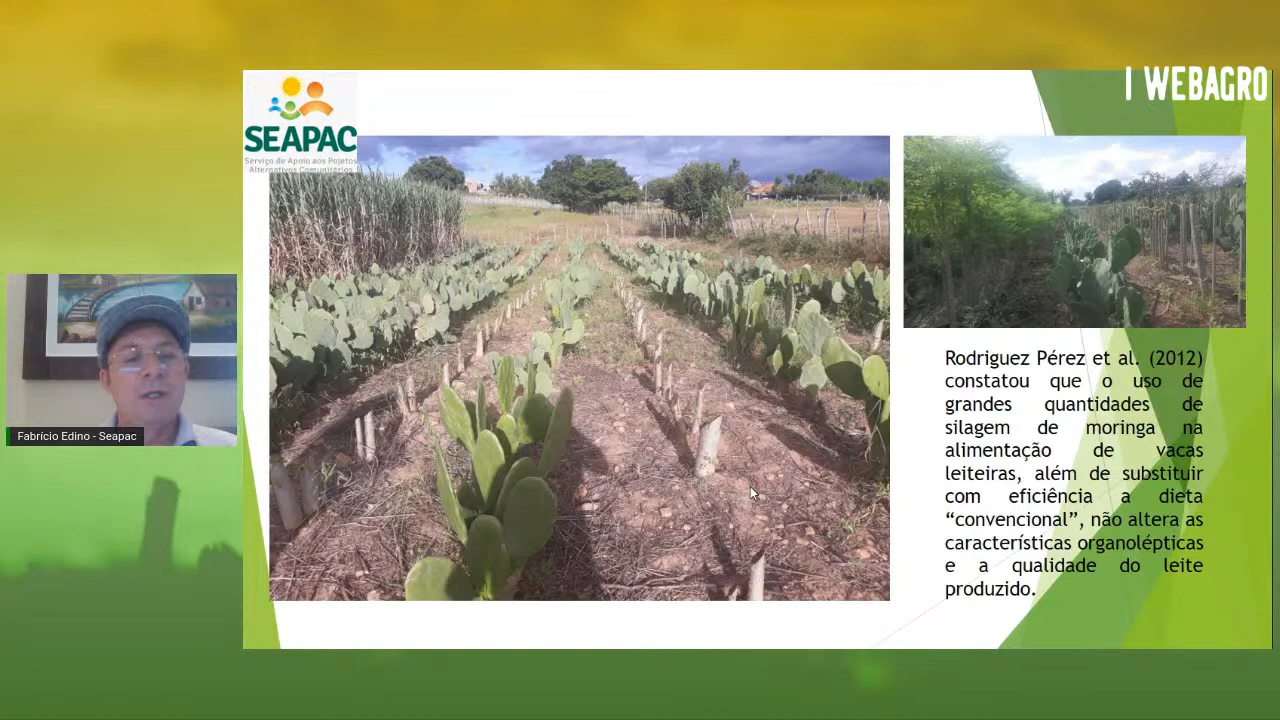 I WEBAGRO
SEAPAC
Serviço de Apoio aos Pojetos
Alternativos Comunitários
Rodriguez Pérez et al. (2012)
constatou que o uso de
grandes quantidades de
silagem de moringa na
alimentação de vacas
leiteiras, além de substituir
com eficiência a dieta
“convencional”, não altera as
características organolépticas
e a qualidade do leite
produzido.
Fabrício Edino - Seapac